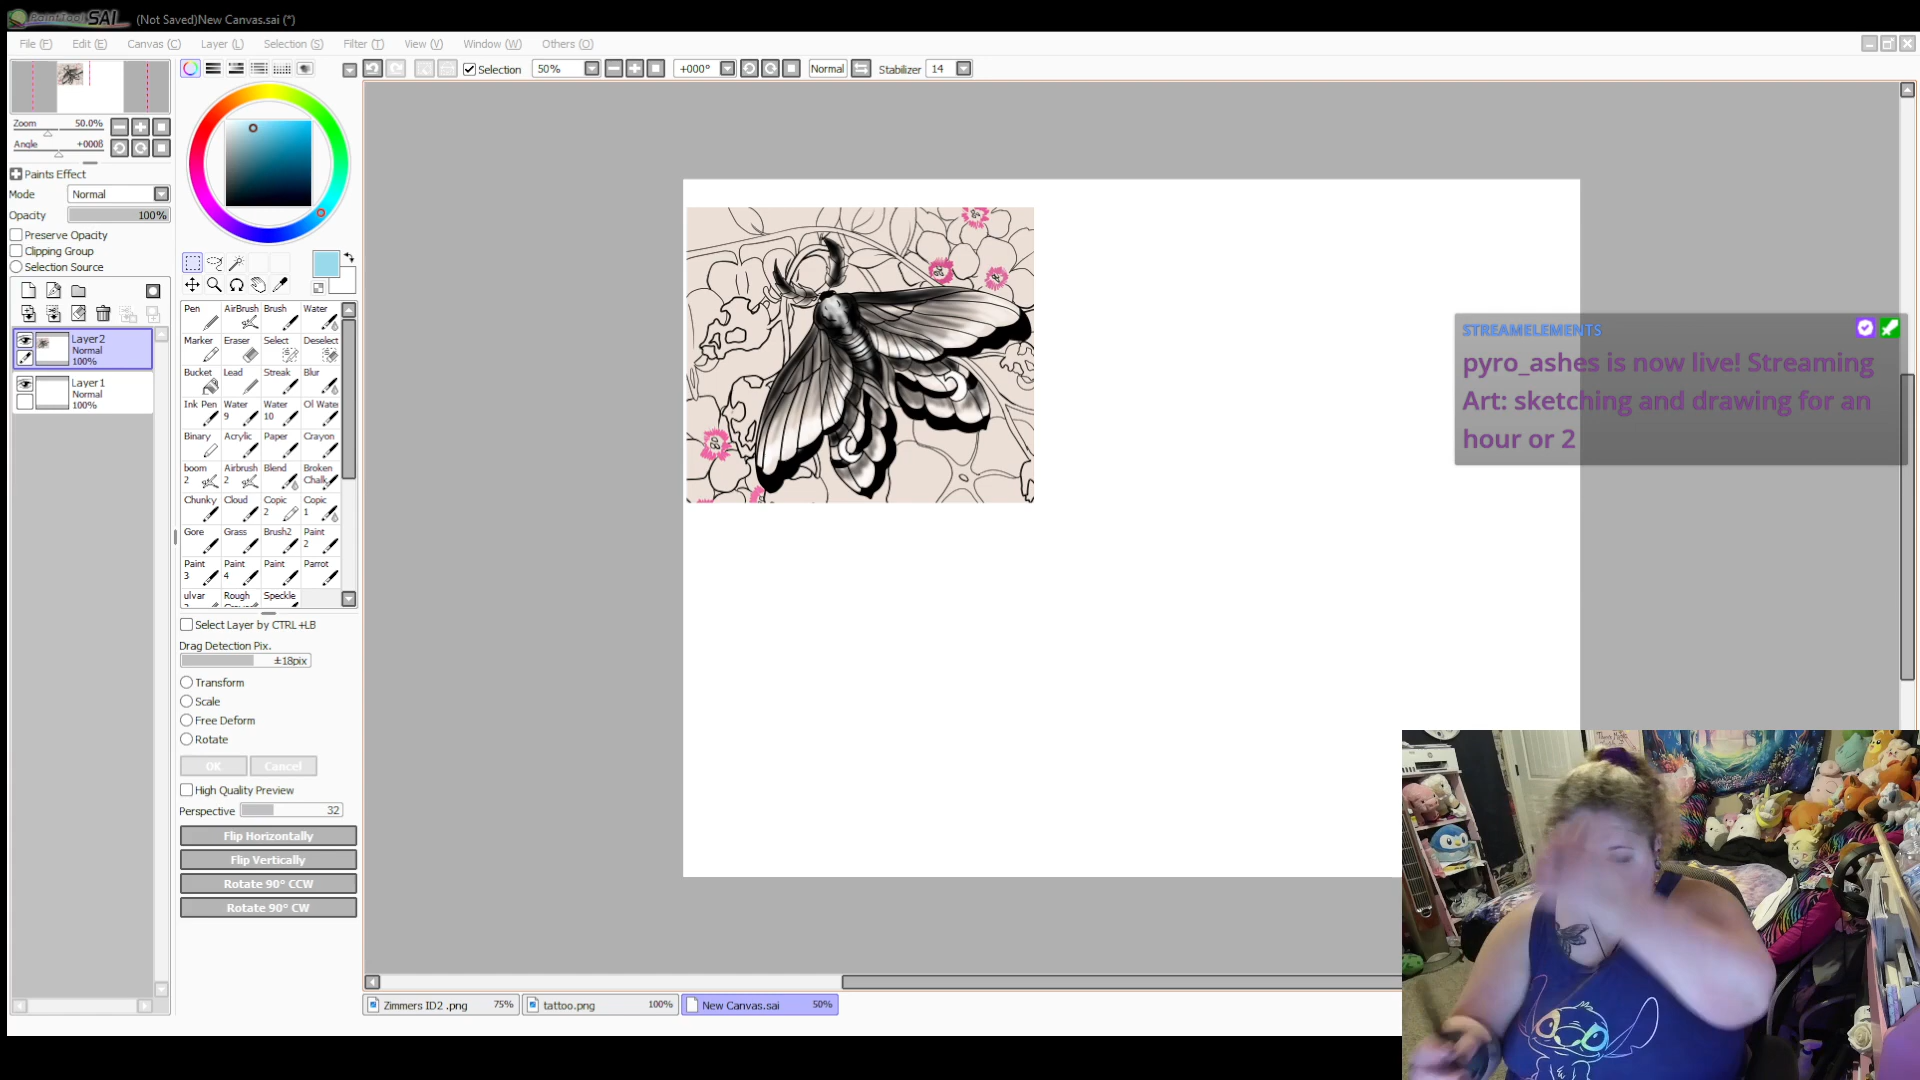 PaintTool SAI (Not Saved)New Canvas.sai (*)
File (F) Edit (E) Canvas (C) Layer (L) Selection (S) Filter (T) View (V) Window (W) Others (O)
Selection 50% +000° Normal Stabilizer 14
Zoom 50.0%
Angle +000ß
Paints Effect
Mode Normal
Opacity 100%
Preserve Opacity
Clipping Group
Selection Source
Layer2
Normal
100%
Layer1
Normal
100%
Pen AirBrush Brush Water
Marker Eraser Select Deselect
Bucket Lead Streak Blur
Ink Pen Water 9 Water 10 Ol Water
Binary Acrylic Paper Crayon
boom 2 Airbrush 2 Blend Broken Chalk
Chunky Cloud Copic 2 Copic 1
Gore Grass Brush2 Paint 2
Paint 3 Paint 4 Paint Parrot
ulvar Rough Speckle
Select Layer by CTRL +LB
Drag Detection Pix.
±18pix
Transform
Scale
Free Deform
Rotate
OK Cancel
High Quality Preview
Perspective 32
Flip Horizontally
Flip Vertically
Rotate 90° CCW
Rotate 90° CW
STREAMELEMENTS
pyro_ashes is now live! Streaming
Art: sketching and drawing for an
hour or 2
Zimmers ID2 .png 75% tattoo.png 100% New Canvas.sai 50%